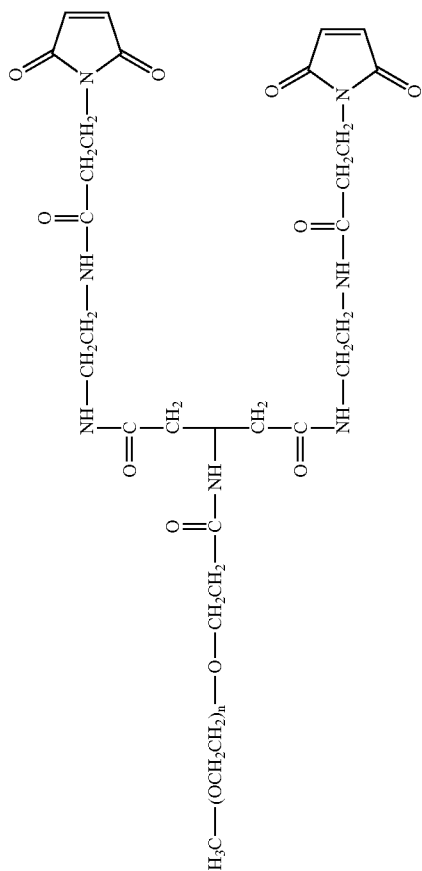 O
O
NH—CH₂CH₂—NH—C—CH₂CH₂—N
O=C
O
CH₂
O
H₃C—(OCH₂CH₂)ₙ—O—CH₂CH₂—C—NH
CH₂
O
O=C
O
NH—CH₂CH₂—NH—C—CH₂CH₂—N
O